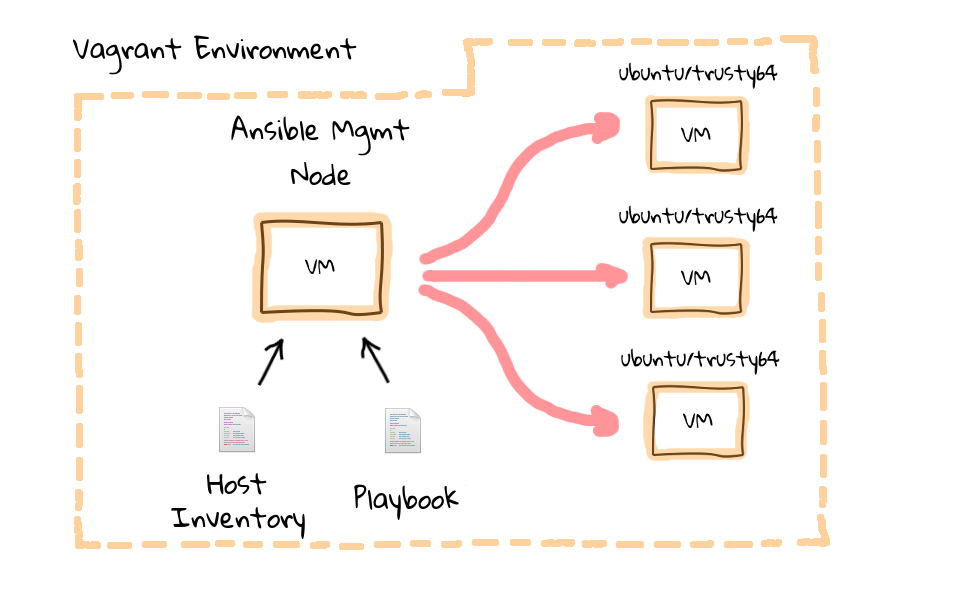 Vagrant Environment
Ansible Mgmt
Node
VM
Host
Inventory
Playbook
ubuntu/trusty64
VM
ubuntu/trusty64
VM
ubuntu/trusty64
VM